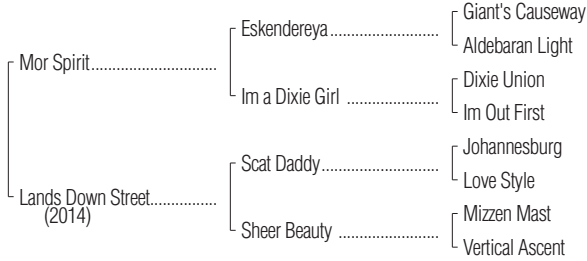 Giant's Causeway
Eskendereya
Aldebaran Light
Mor Spirit
Dixie Union
Im a Dixie Girl
Im Out First
Johannesburg
Scat Daddy
Love Style
Lands Down Street
(2014)
Mizzen Mast
Sheer Beauty
Vertical Ascent